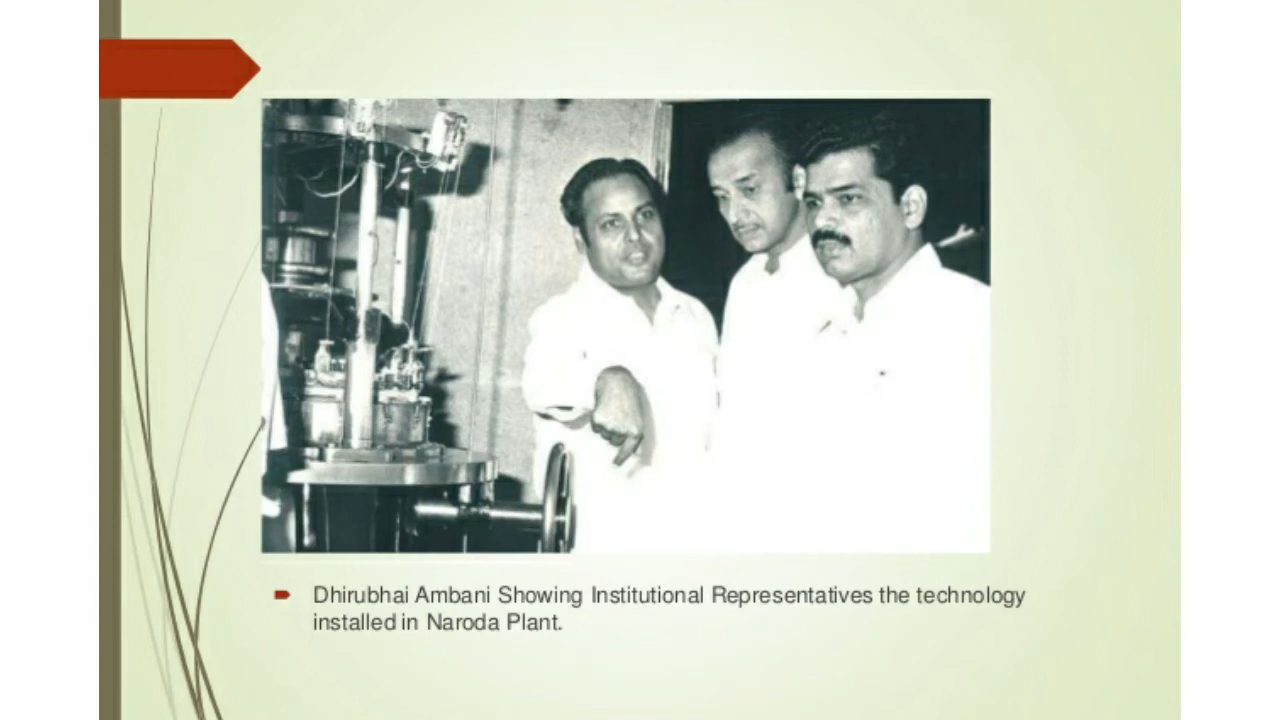 Dhirubhai Ambani Showing Institutional Representatives the technology
installed in Naroda Plant.